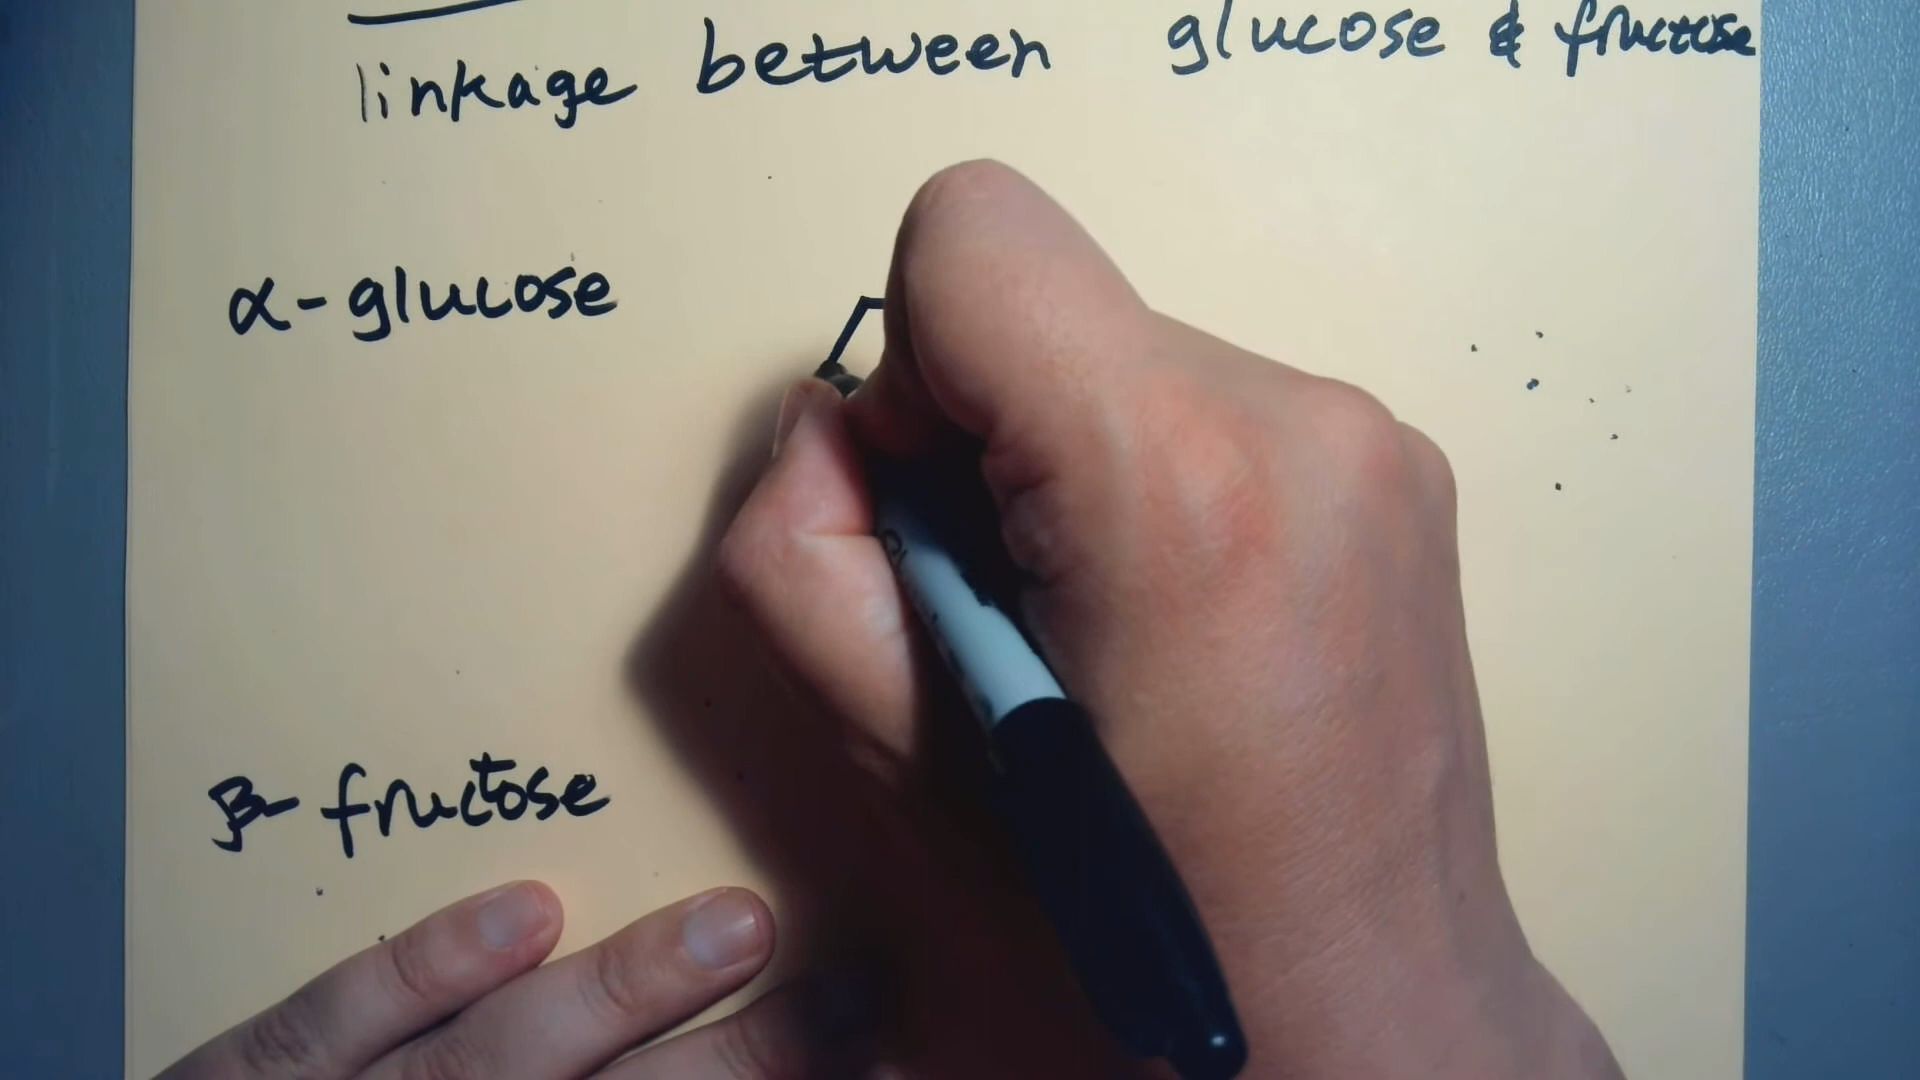 linkage between glucose & fructose
α-glucose
β- fructose